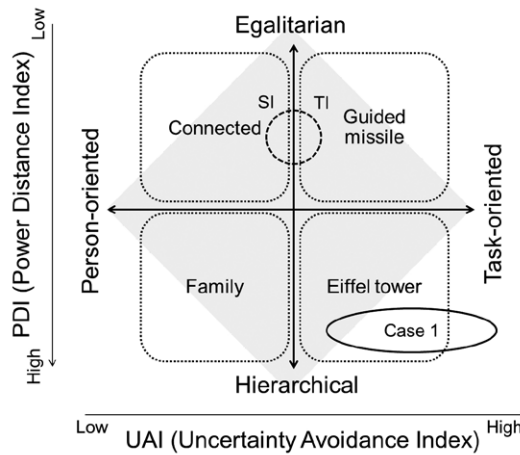 Egalitarian
Low
SI
TI
Connected
Guided
missile
PDI (Power Distance Index)
Person-oriented
Task-oriented
Family
Eiffel tower
Case 1
High
Hierarchical
Low
High
UAI (Uncertainty Avoidance Index)